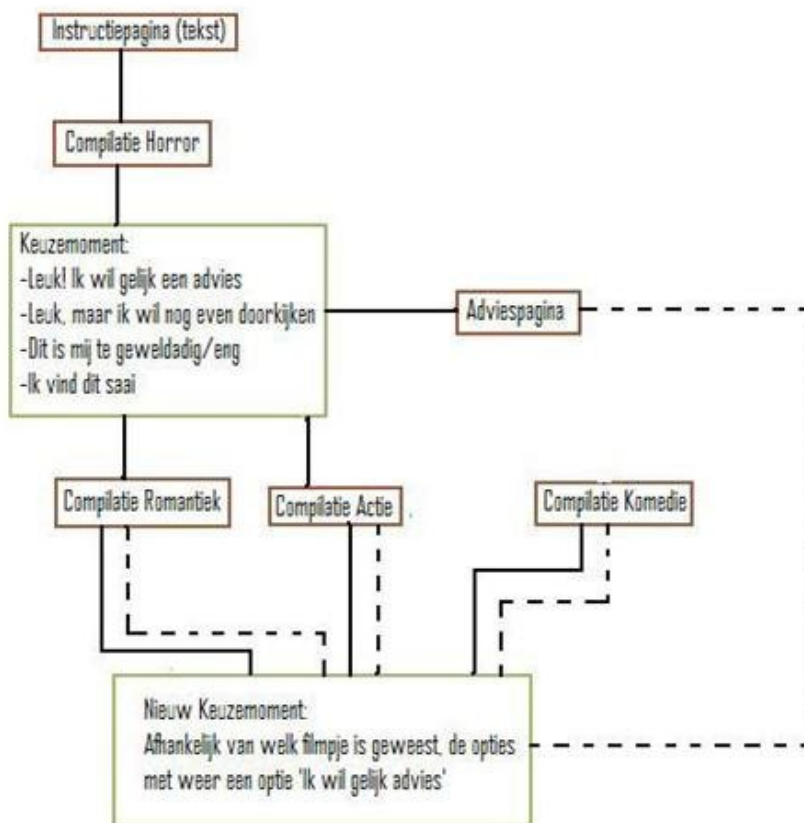 Instructiepagina (tekst)
Compilatie Horror
Keuzemoment:
-Leuk! Ik wil gelijk een advies
-Leuk, maar ik wil nog even doorkijken
-Dit is mij te geweldadig/eng
-Ik vind dit saai
Adviespagina
Compilatie Romantiek
Compilatie Actie
Compilatie Komedie
Nieuw Keuzemoment:
Afhankelijk van welk filmpje is geweest, de opties
met weer een optie 'Ik wil gelijk advies'